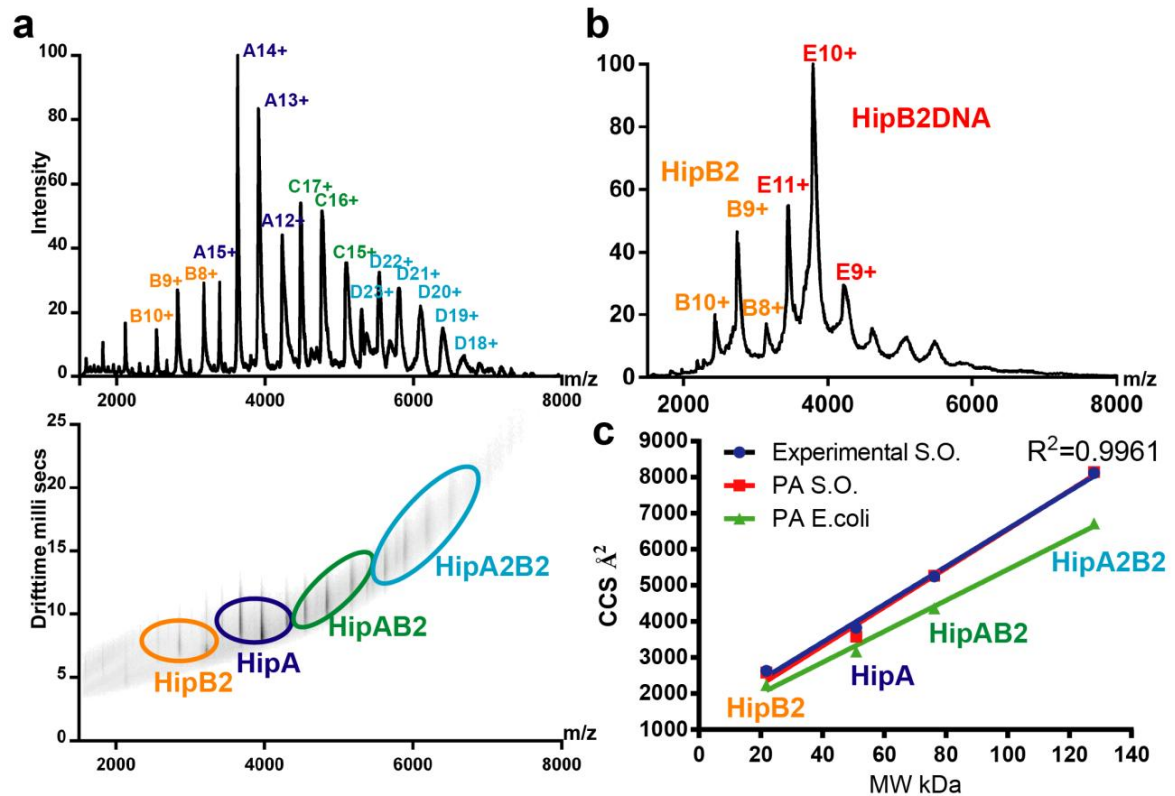 a
100
80
60
40
20
0
Intensity
A14+
A13+
C17+
C16+
A12+
A15+
C15+
B9+
B8+
B10+
D22+
D21+
D23+
D20+
D19+
D18+
2000
4000
6000
8000
m/z
25
20
15
10
5
0
Drifttime milli secs
HipA2B2
HipAB2
HipA
HipB2
m/z
2000
4000
6000
8000
b
100
80
60
40
20
0
E10+
HipB2DNA
HipB2
E11+
B9+
E9+
B10+
B8+
2000
4000
6000
8000
m/z
c
9000
8000
7000
6000
5000
4000
3000
2000
1000
CCS Å2
Experimental S.O.
PA S.O.
PA E.coli
R2=0.9961
HipA2B2
HipAB2
HipA
HipB2
0
20
40
60
80
100
120
140
MW kDa